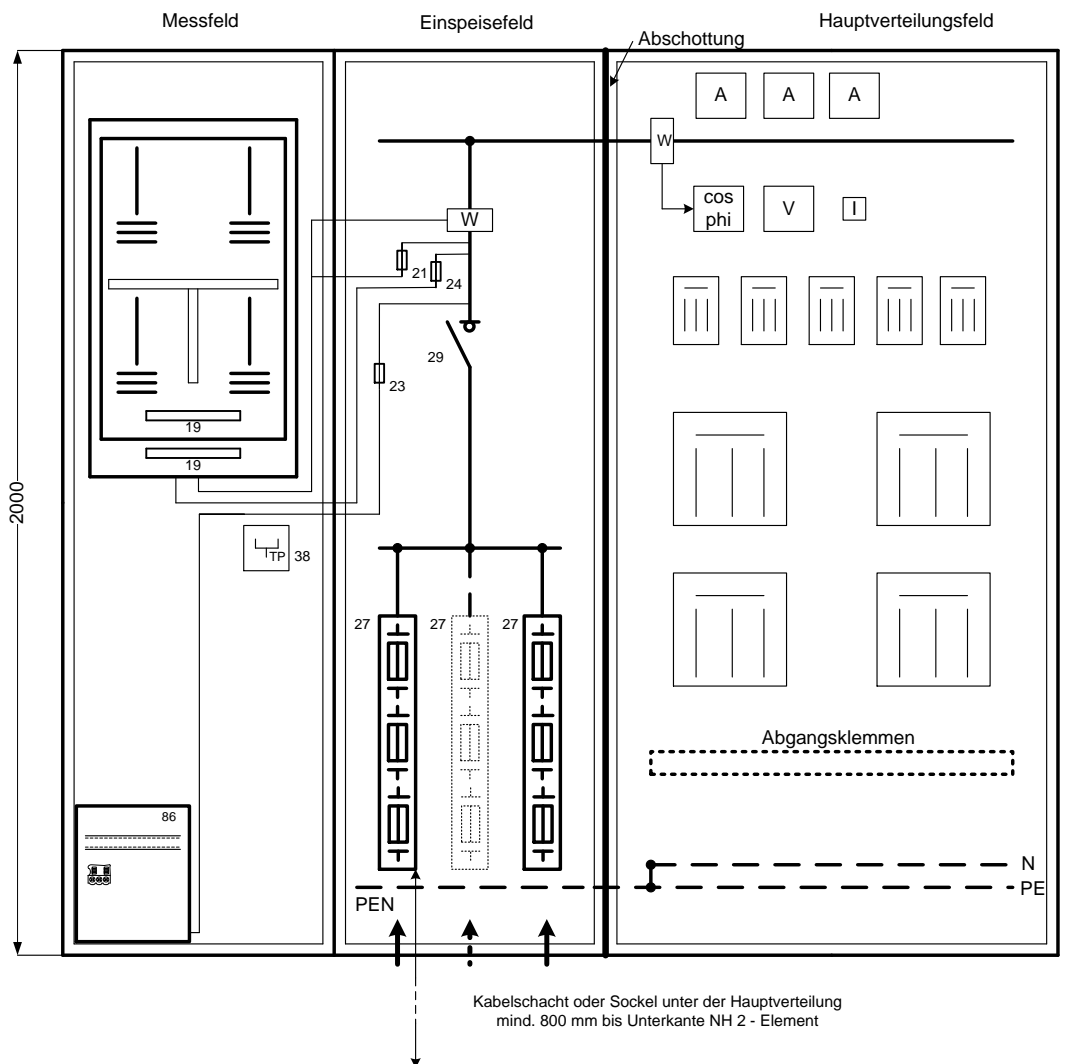 Messfeld
Einspeisefeld
Hauptverteilungsfeld
Abschottung
A
A
A
W
W
cos
phi
V
I
21
24
29
23
19
19
2000
TP
38
27
27
27
Abgangsklemmen
86
N
PE
PEN
Kabelschacht oder Sockel unter der Hauptverteilung
mind. 800 mm bis Unterkante NH 2 - Element